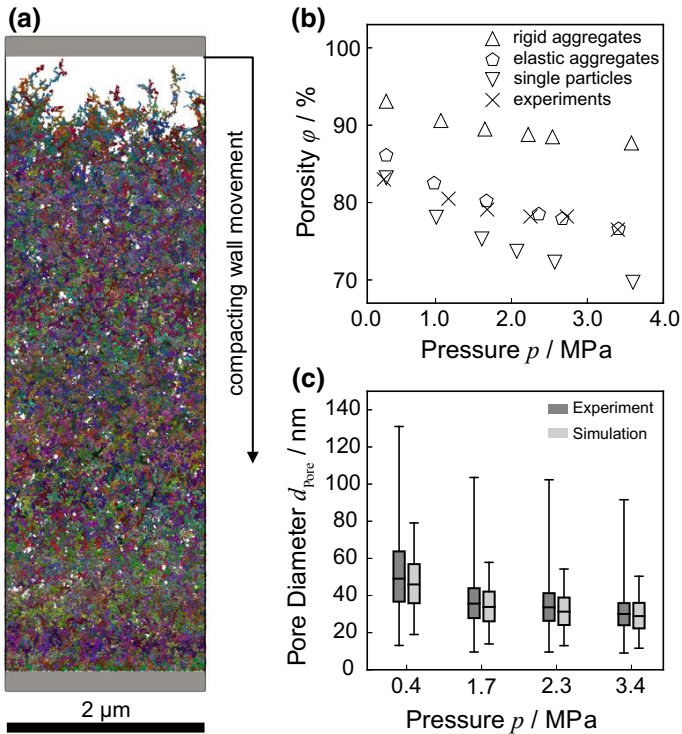 (a)
compacting wall movement
2 µm
(b)
Porosity φ / %
100
90
80
70
0.0 1.0 2.0 3.0 4.0
Pressure p / MPa
rigid aggregates
elastic aggregates
single particles
experiments
(c)
Pore Diameter d_Pore / nm
140
120
100
80
60
40
20
0
0.4 1.7 2.3 3.4
Pressure p / MPa
Experiment
Simulation